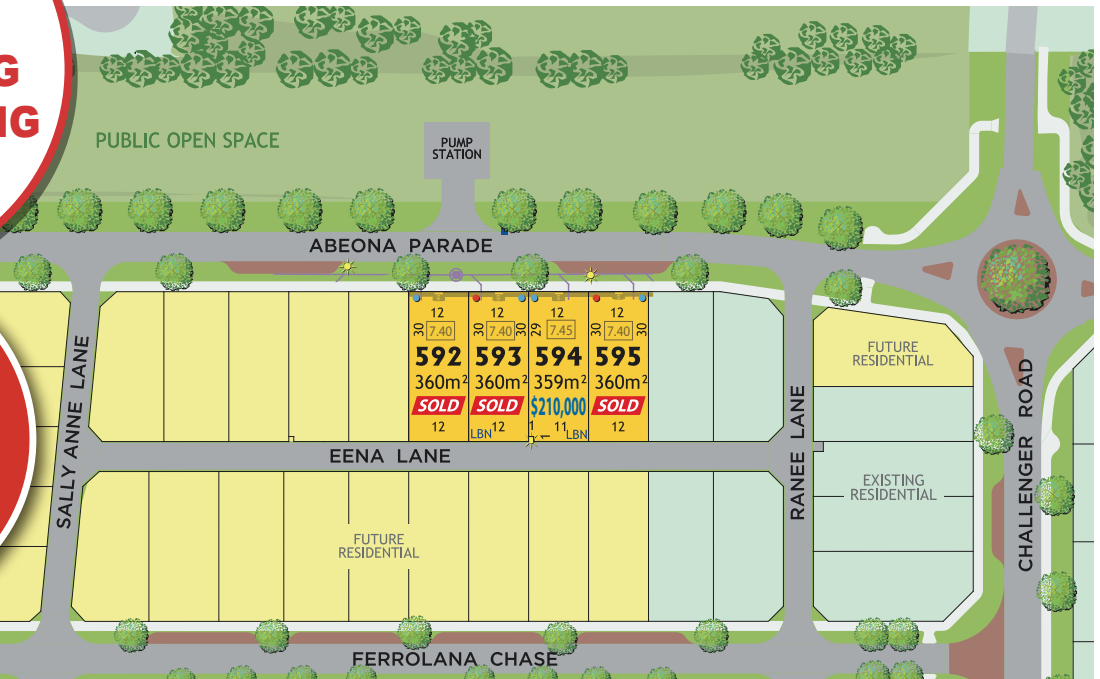 G
NG
PUBLIC OPEN SPACE
PUMP
STATION
ABEONA PARADE
12
30 7.40 30
592
360m²
SOLD
12
12
7.40 30
593
360m²
SOLD
LBN 12
12
29 7.45
594
359m²
$210,000
1 11
1 LBN
12
30 7.40 30
595
360m²
SOLD
12
FUTURE
RESIDENTIAL
SALLY ANNE LANE
EENA LANE
RANEE LANE
CHALLENGER ROAD
EXISTING
RESIDENTIAL
FUTURE
RESIDENTIAL
FERROLANA CHASE